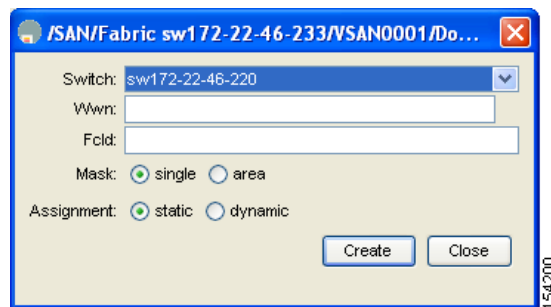 /SAN/Fabric sw172-22-46-233/VSAN0001/Do...
Switch: sw172-22-46-220
Wwn:
FcId:
Mask: single area
Assignment: static dynamic
Create Close
154200